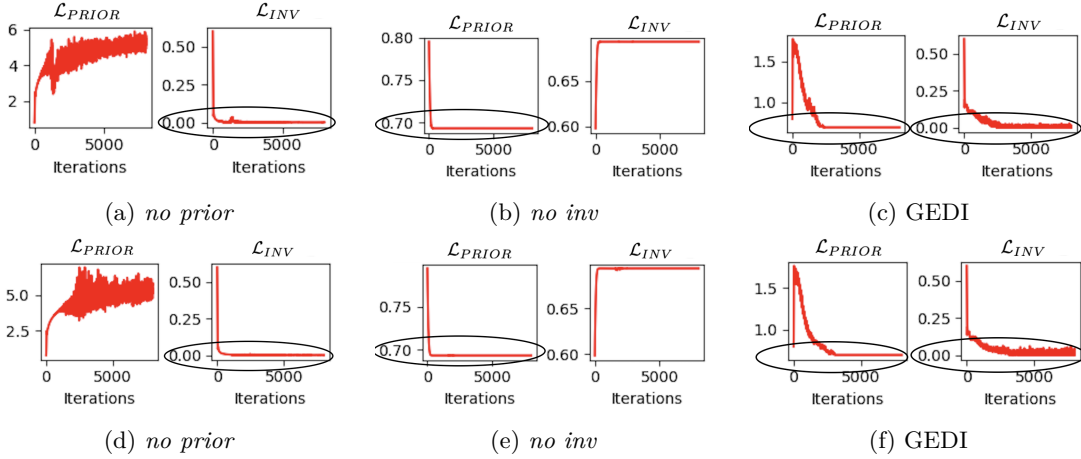 L_PRIOR L_INV
6
4
2
0.50
0.25
0.00
0 5000 0 5000
Iterations Iterations
(a) no prior
L_PRIOR L_INV
0.80
0.75
0.70
0.65
0.60
0 5000 0 5000
Iterations Iterations
(b) no inv
L_PRIOR L_INV
1.5
1.0
0.50
0.25
0.00
0 5000 0 5000
Iterations Iterations
(c) GEDI
L_PRIOR L_INV
5.0
2.5
0.50
0.25
0.00
0 5000 0 5000
Iterations Iterations
(d) no prior
L_PRIOR L_INV
0.75
0.70
0.65
0.60
0 5000 0 5000
Iterations Iterations
(e) no inv
L_PRIOR L_INV
1.5
1.0
0.50
0.25
0.00
0 5000 0 5000
Iterations Iterations
(f) GEDI